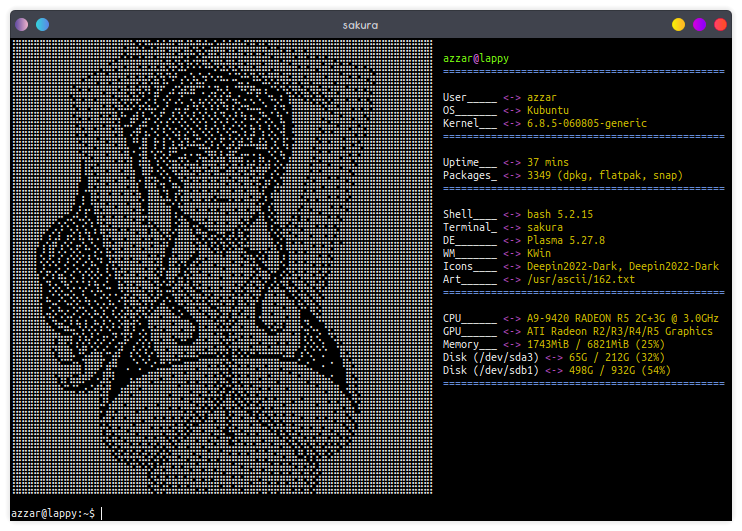 sakura
azzar@lappy
===============================================
User_____ <-> azzar
OS_______ <-> Kubuntu
Kernel___ <-> 6.8.5-060805-generic
===============================================
Uptime___ <-> 37 mins
Packages_ <-> 3349 (dpkg, flatpak, snap)
===============================================
Shell____ <-> bash 5.2.15
Terminal_ <-> sakura
DE_______ <-> Plasma 5.27.8
WM_______ <-> KWin
Icons____ <-> Deepin2022-Dark, Deepin2022-Dark
Art______ <-> /usr/ascii/162.txt
===============================================
CPU______ <-> A9-9420 RADEON R5 2C+3G @ 3.0GHz
GPU______ <-> ATI Radeon R2/R3/R4/R5 Graphics
Memory___ <-> 1743MiB / 6821MiB (25%)
Disk (/dev/sda3) <-> 65G / 212G (32%)
Disk (/dev/sdb1) <-> 498G / 932G (54%)
===============================================
azzar@lappy:~$